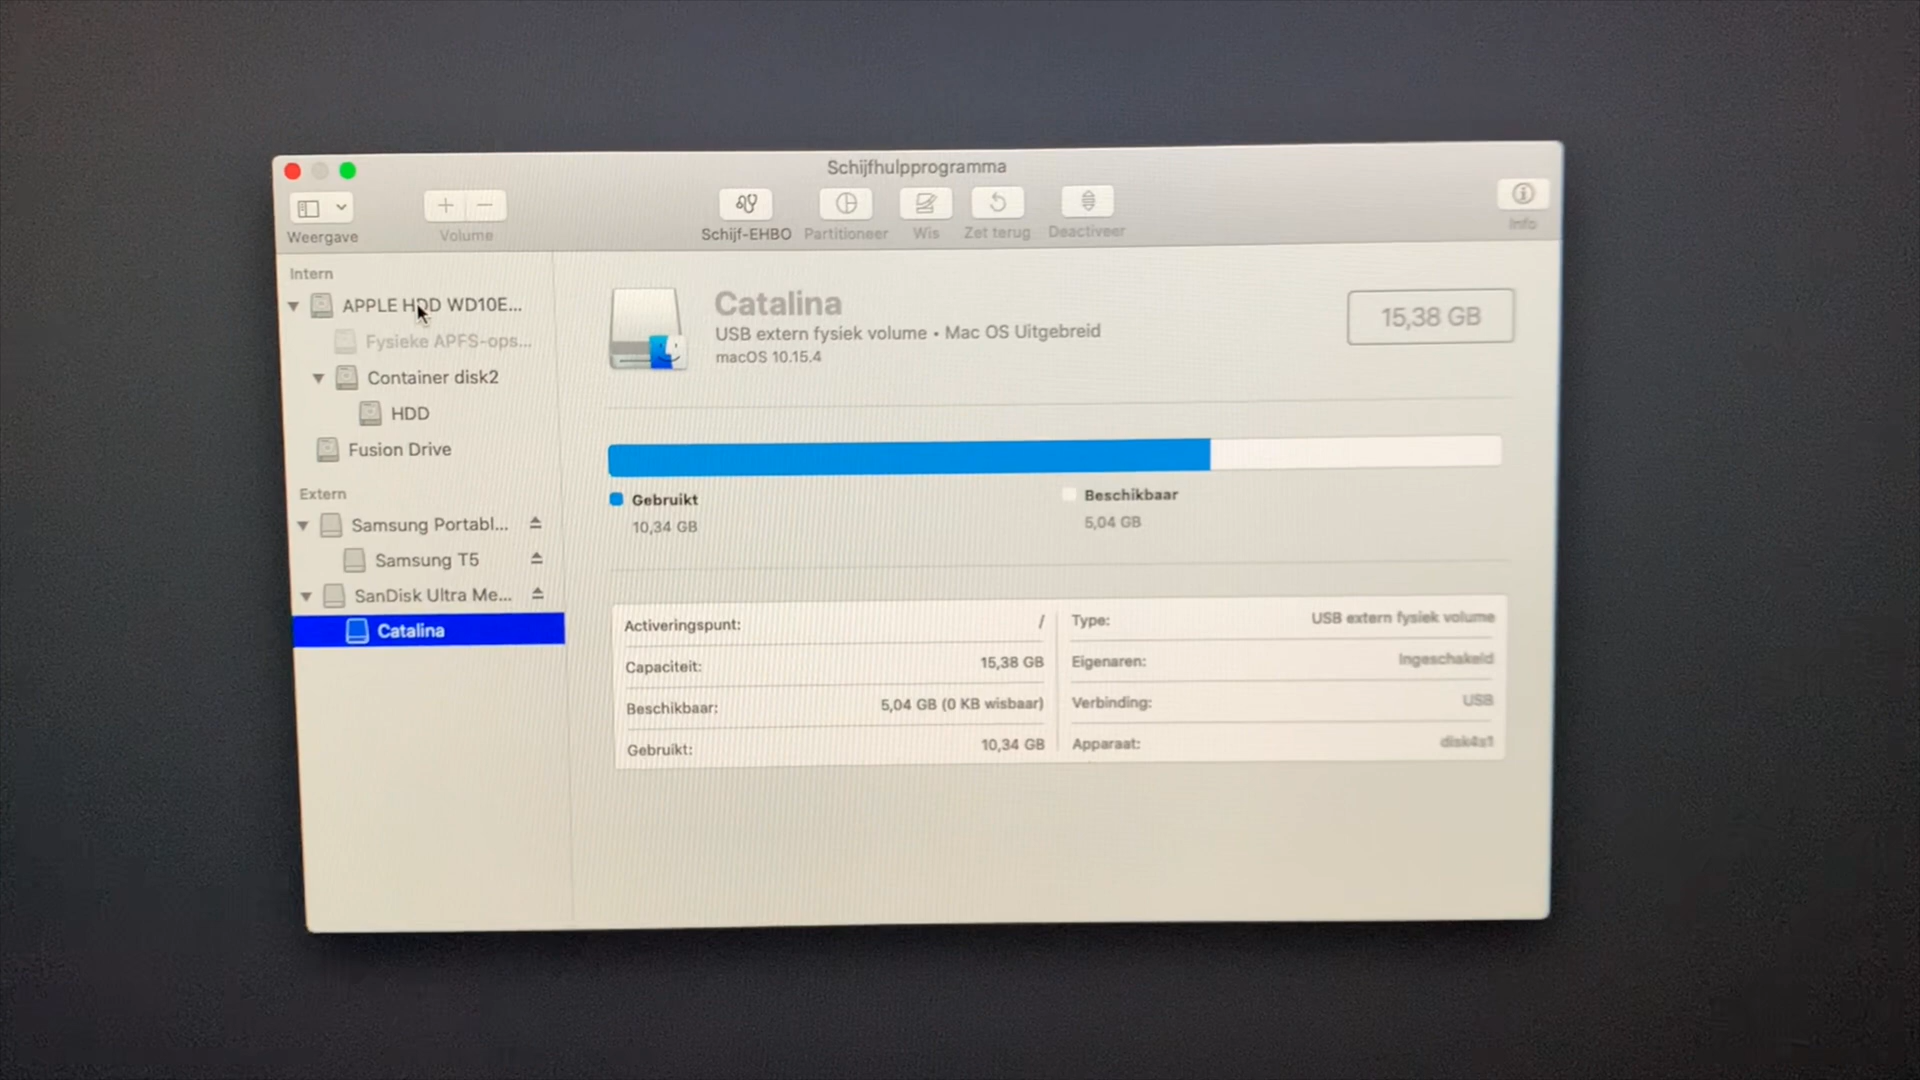 Schijfhulpprogramma
Weergave
Volume
Schijf-EHBO
Partitioneer
Wis
Zet terug
Deactiveer
Info
Intern
APPLE HDD WD10E...
Fysieke APFS-ops...
Container disk2
HDD
Fusion Drive
Extern
Samsung Portabl...
Samsung T5
SanDisk Ultra Me...
Catalina
Catalina
USB extern fysiek volume • Mac OS Uitgebreid
macOS 10.15.4
15,38 GB
Gebruikt
10,34 GB
Beschikbaar
5,04 GB
Activeringspunt: /
Capaciteit: 15,38 GB
Beschikbaar: 5,04 GB (0 KB wisbaar)
Gebruikt: 10,34 GB
Type: USB extern fysiek volume
Eigenaren: Ingeschakeld
Verbinding: USB
Apparaat: disk4s1